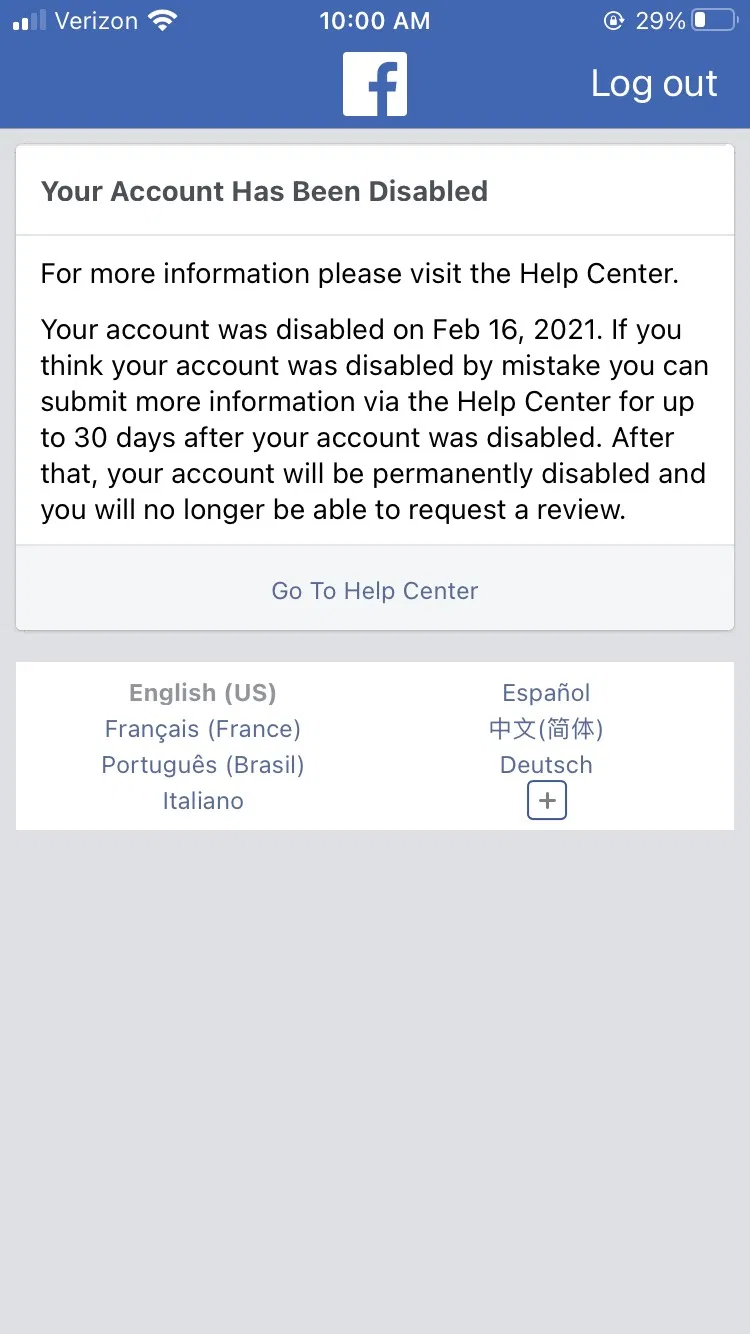 Verizon 10:00 AM 29%
Log out
Your Account Has Been Disabled
For more information please visit the Help Center.
Your account was disabled on Feb 16, 2021. If you
think your account was disabled by mistake you can
submit more information via the Help Center for up
to 30 days after your account was disabled. After
that, your account will be permanently disabled and
you will no longer be able to request a review.
Go To Help Center
English (US) Español
Français (France) 中文(简体)
Português (Brasil) Deutsch
Italiano +